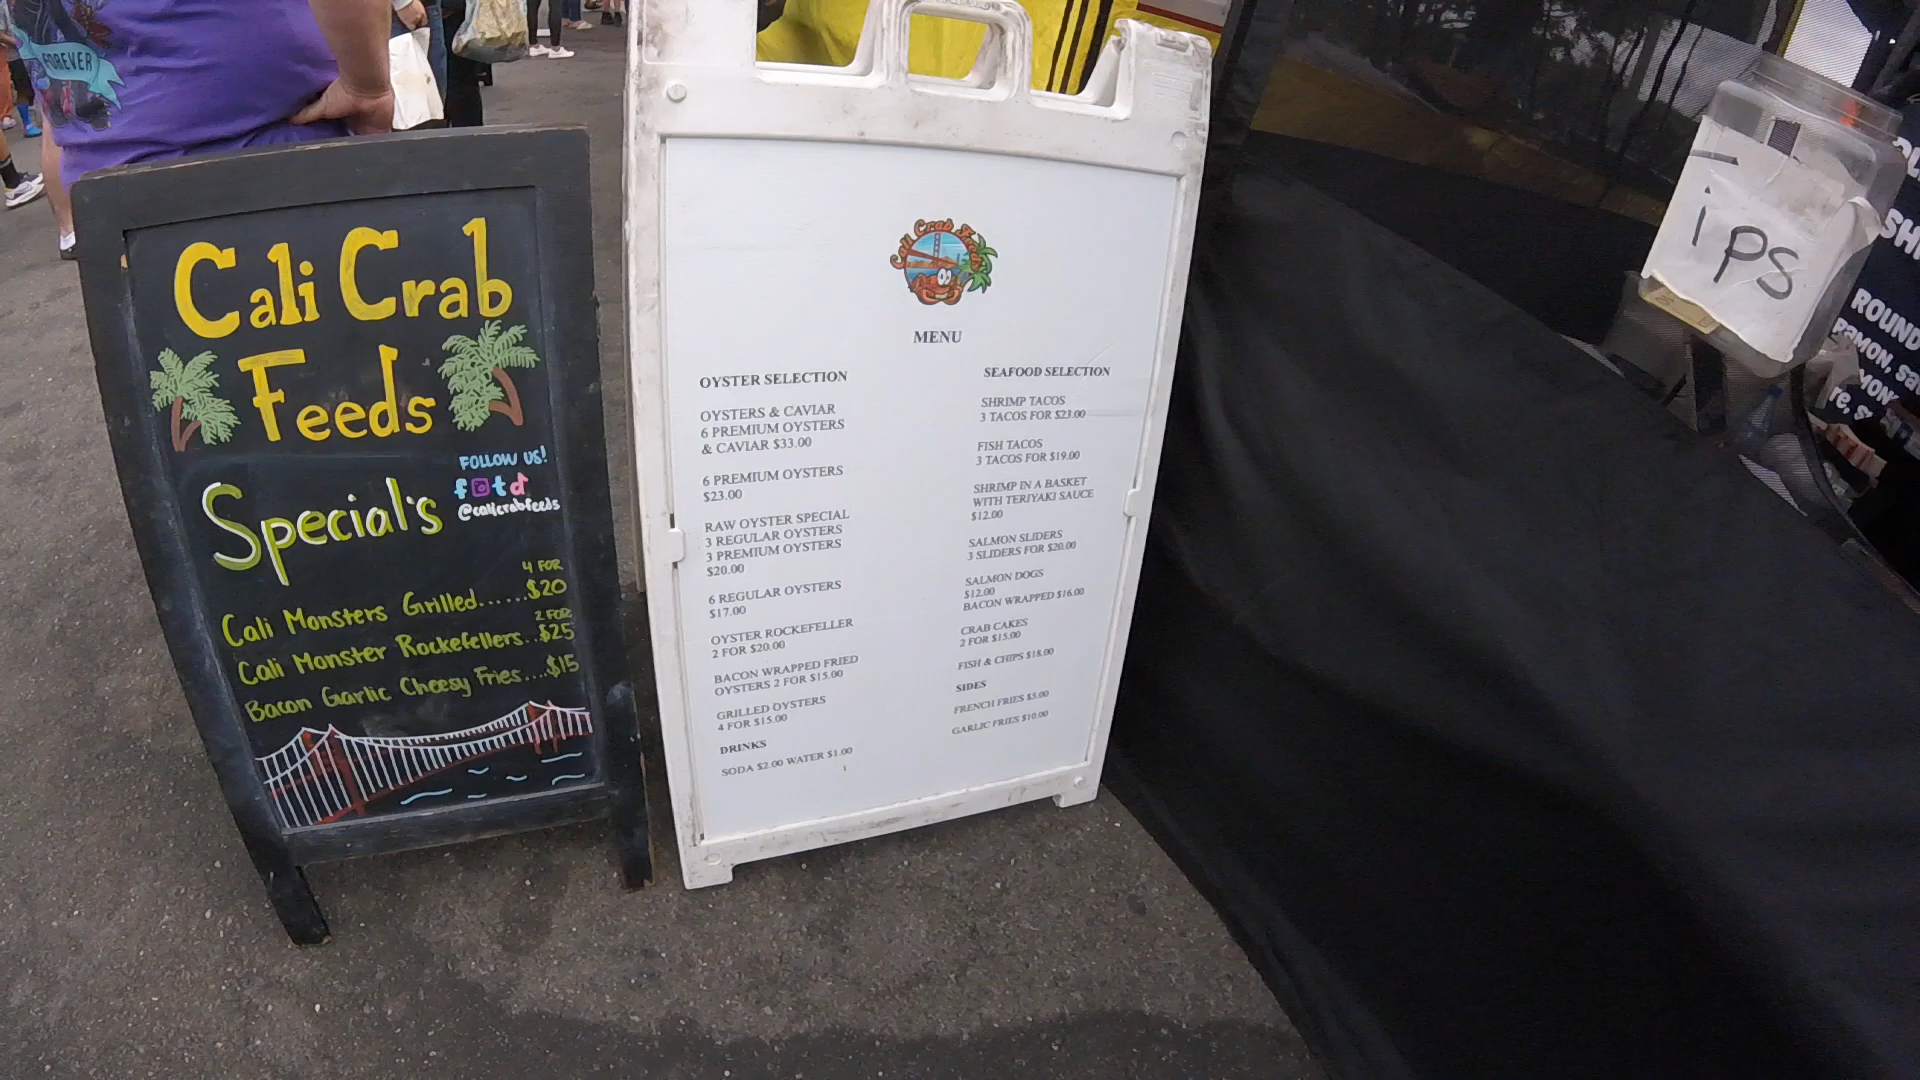 FOREVER
Cali Crab
Feeds
FOLLOW US!
@calicrabfeeds
Special's
4 FOR
Cali Monsters Grilled......$20
2 FOR
Cali Monster Rockefellers..$25
Bacon Garlic Cheesy Fries....$15
Cali Crab Feeds
MENU
OYSTER SELECTION
OYSTERS & CAVIAR
6 PREMIUM OYSTERS
& CAVIAR $33.00
6 PREMIUM OYSTERS
$23.00
RAW OYSTER SPECIAL
3 REGULAR OYSTERS
3 PREMIUM OYSTERS
$20.00
6 REGULAR OYSTERS
$17.00
OYSTER ROCKEFELLER
2 FOR $20.00
BACON WRAPPED FRIED
OYSTERS 2 FOR $15.00
GRILLED OYSTERS
4 FOR $15.00
DRINKS
SODA $2.00 WATER $1.00
SEAFOOD SELECTION
SHRIMP TACOS
3 TACOS FOR $23.00
FISH TACOS
3 TACOS FOR $19.00
SHRIMP IN A BASKET
WITH TERIYAKI SAUCE
$12.00
SALMON SLIDERS
3 SLIDERS FOR $20.00
SALMON DOGS
$12.00
BACON WRAPPED $16.00
CRAB CAKES
2 FOR $15.00
FISH & CHIPS $18.00
SIDES
FRENCH FRIES $5.00
GARLIC FRIES $10.00
Tips
ROUND